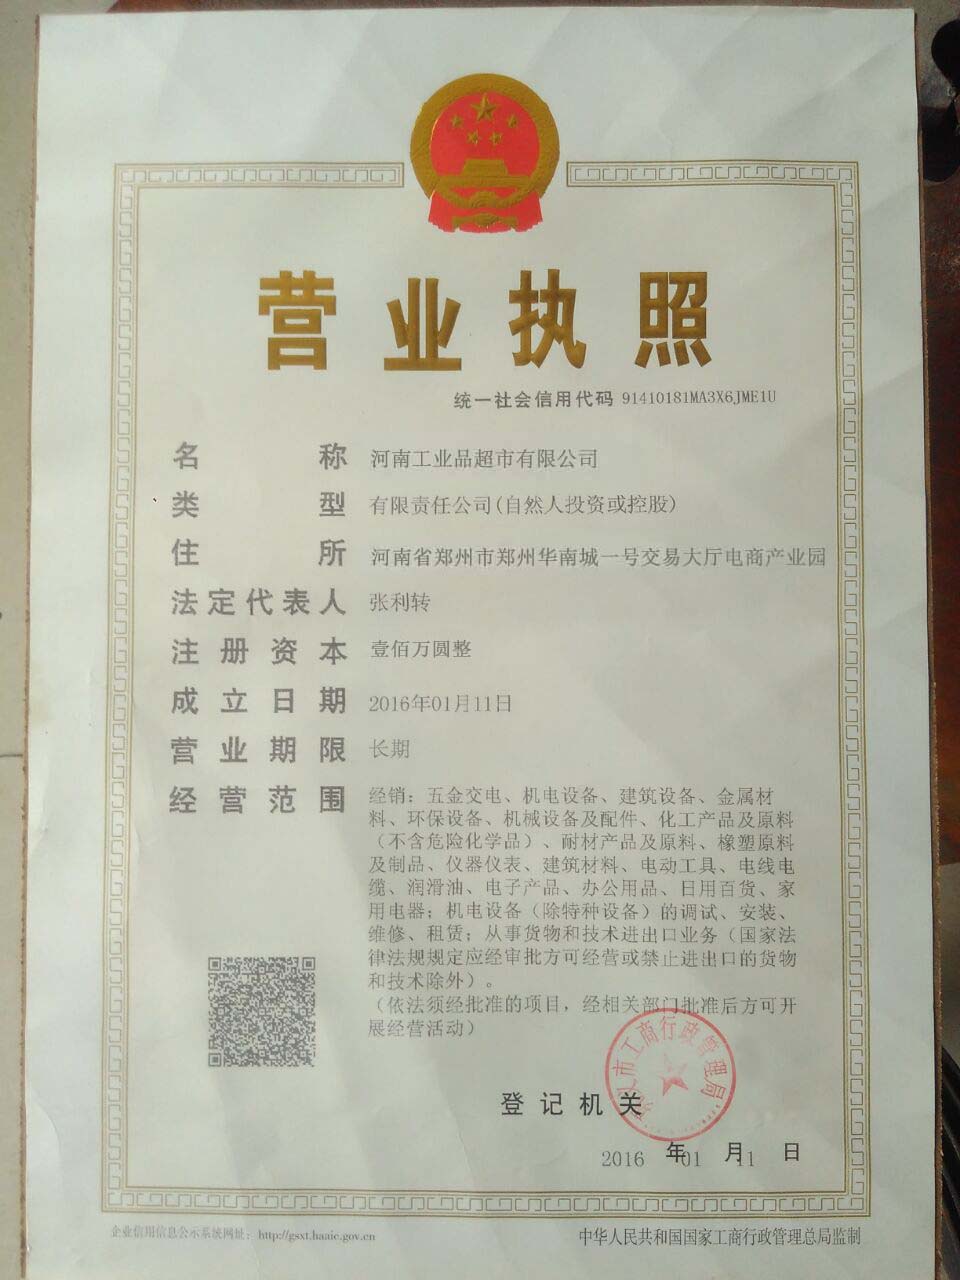 营业执照
统一社会信用代码 91410181MA3X6JME1U
名称 河南工业品超市有限公司
类型 有限责任公司(自然人投资或控股)
住所 河南省郑州市郑州华南城一号交易大厅电商产业园
法定代表人 张利转
注册资本 壹佰万圆整
成立日期 2016年01月11日
营业期限 长期
经营范围 经销：五金交电、机电设备、建筑设备、金属材
料、环保设备、机械设备及配件、化工产品及原料
（不含危险化学品）、耐材产品及原料、橡塑原料
及制品、仪器仪表、建筑材料、电动工具、电线电
缆、润滑油、电子产品、办公用品、日用百货、家
用电器；机电设备（除特种设备）的调试、安装、
维修、租赁；从事货物和技术进出口业务（国家法
律法规规定应经审批方可经营或禁止进出口的货物
和技术除外）。
（依法须经批准的项目，经相关部门批准后方可开
展经营活动）
市工商行政管理局
登记机关
2016年01月11日
企业信用信息公示系统网址：http://gsxt.haaic.gov.cn
中华人民共和国国家工商行政管理总局监制